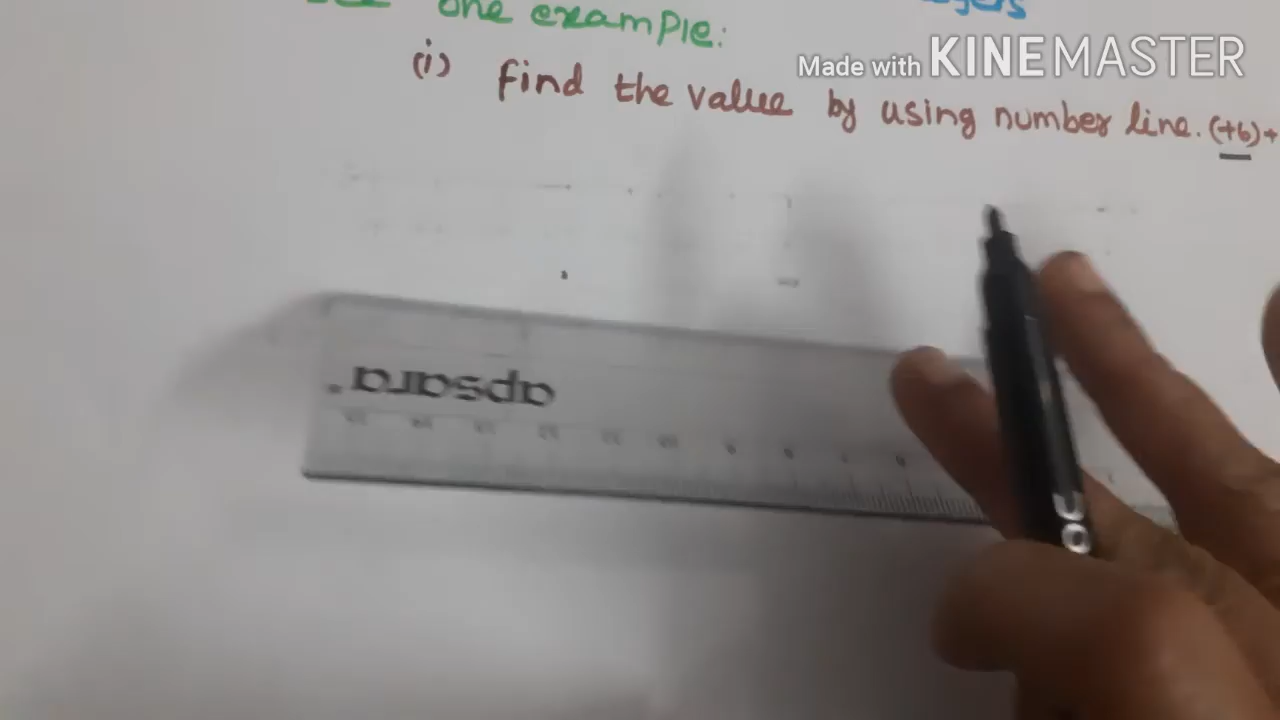 one example:
Made with KINEMASTER
(i) find the value by using number line. (+6)+
apsara